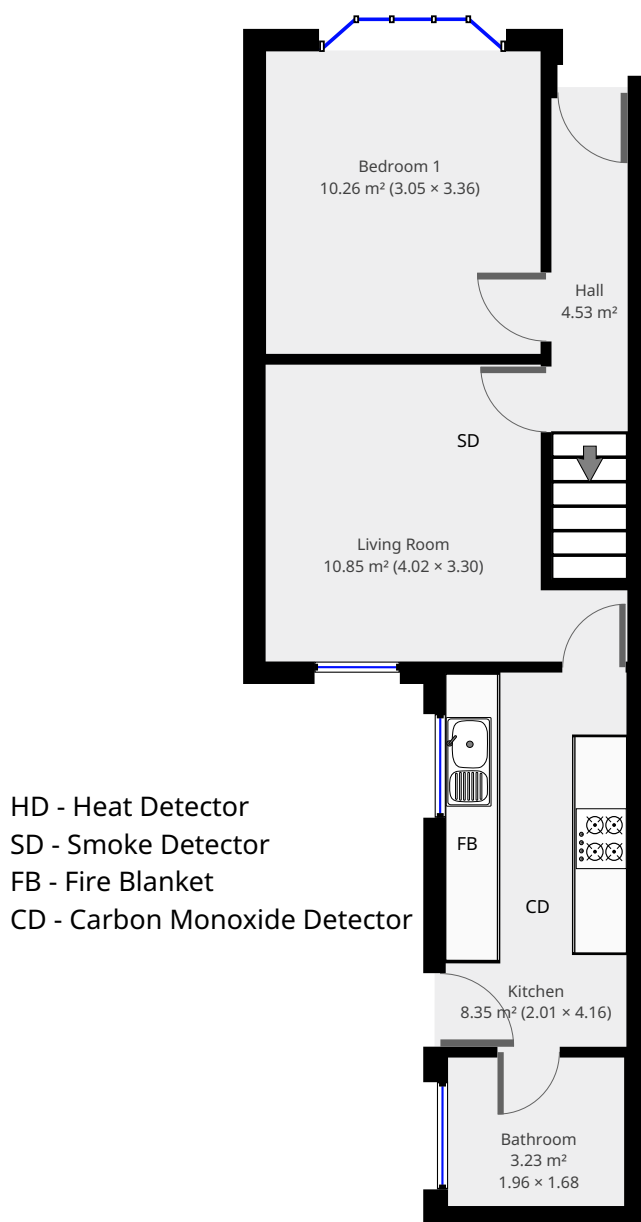 Bedroom 1
10.26 m² (3.05 × 3.36)
Hall
4.53 m²
SD
Living Room
10.85 m² (4.02 × 3.30)
HD - Heat Detector
SD - Smoke Detector
FB - Fire Blanket
CD - Carbon Monoxide Detector
FB
CD
Kitchen
8.35 m² (2.01 × 4.16)
Bathroom
3.23 m²
1.96 × 1.68